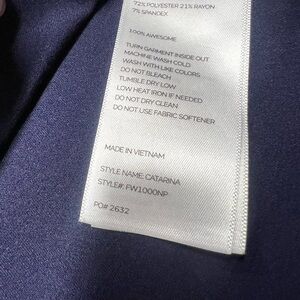 72% POLYESTER 21% RAYON
7% SPANDEX
100% AWESOME
TURN GARMENT INSIDE OUT
MACHINE WASH COLD
WASH WITH LIKE COLORS
DO NOT BLEACH
TUMBLE DRY LOW
LOW HEAT IRON IF NEEDED
DO NOT DRY CLEAN
DO NOT USE FABRIC SOFTENER
MADE IN VIETNAM
STYLE NAME: CATARINA
STYLE#: FW1000NP
PO# 2632